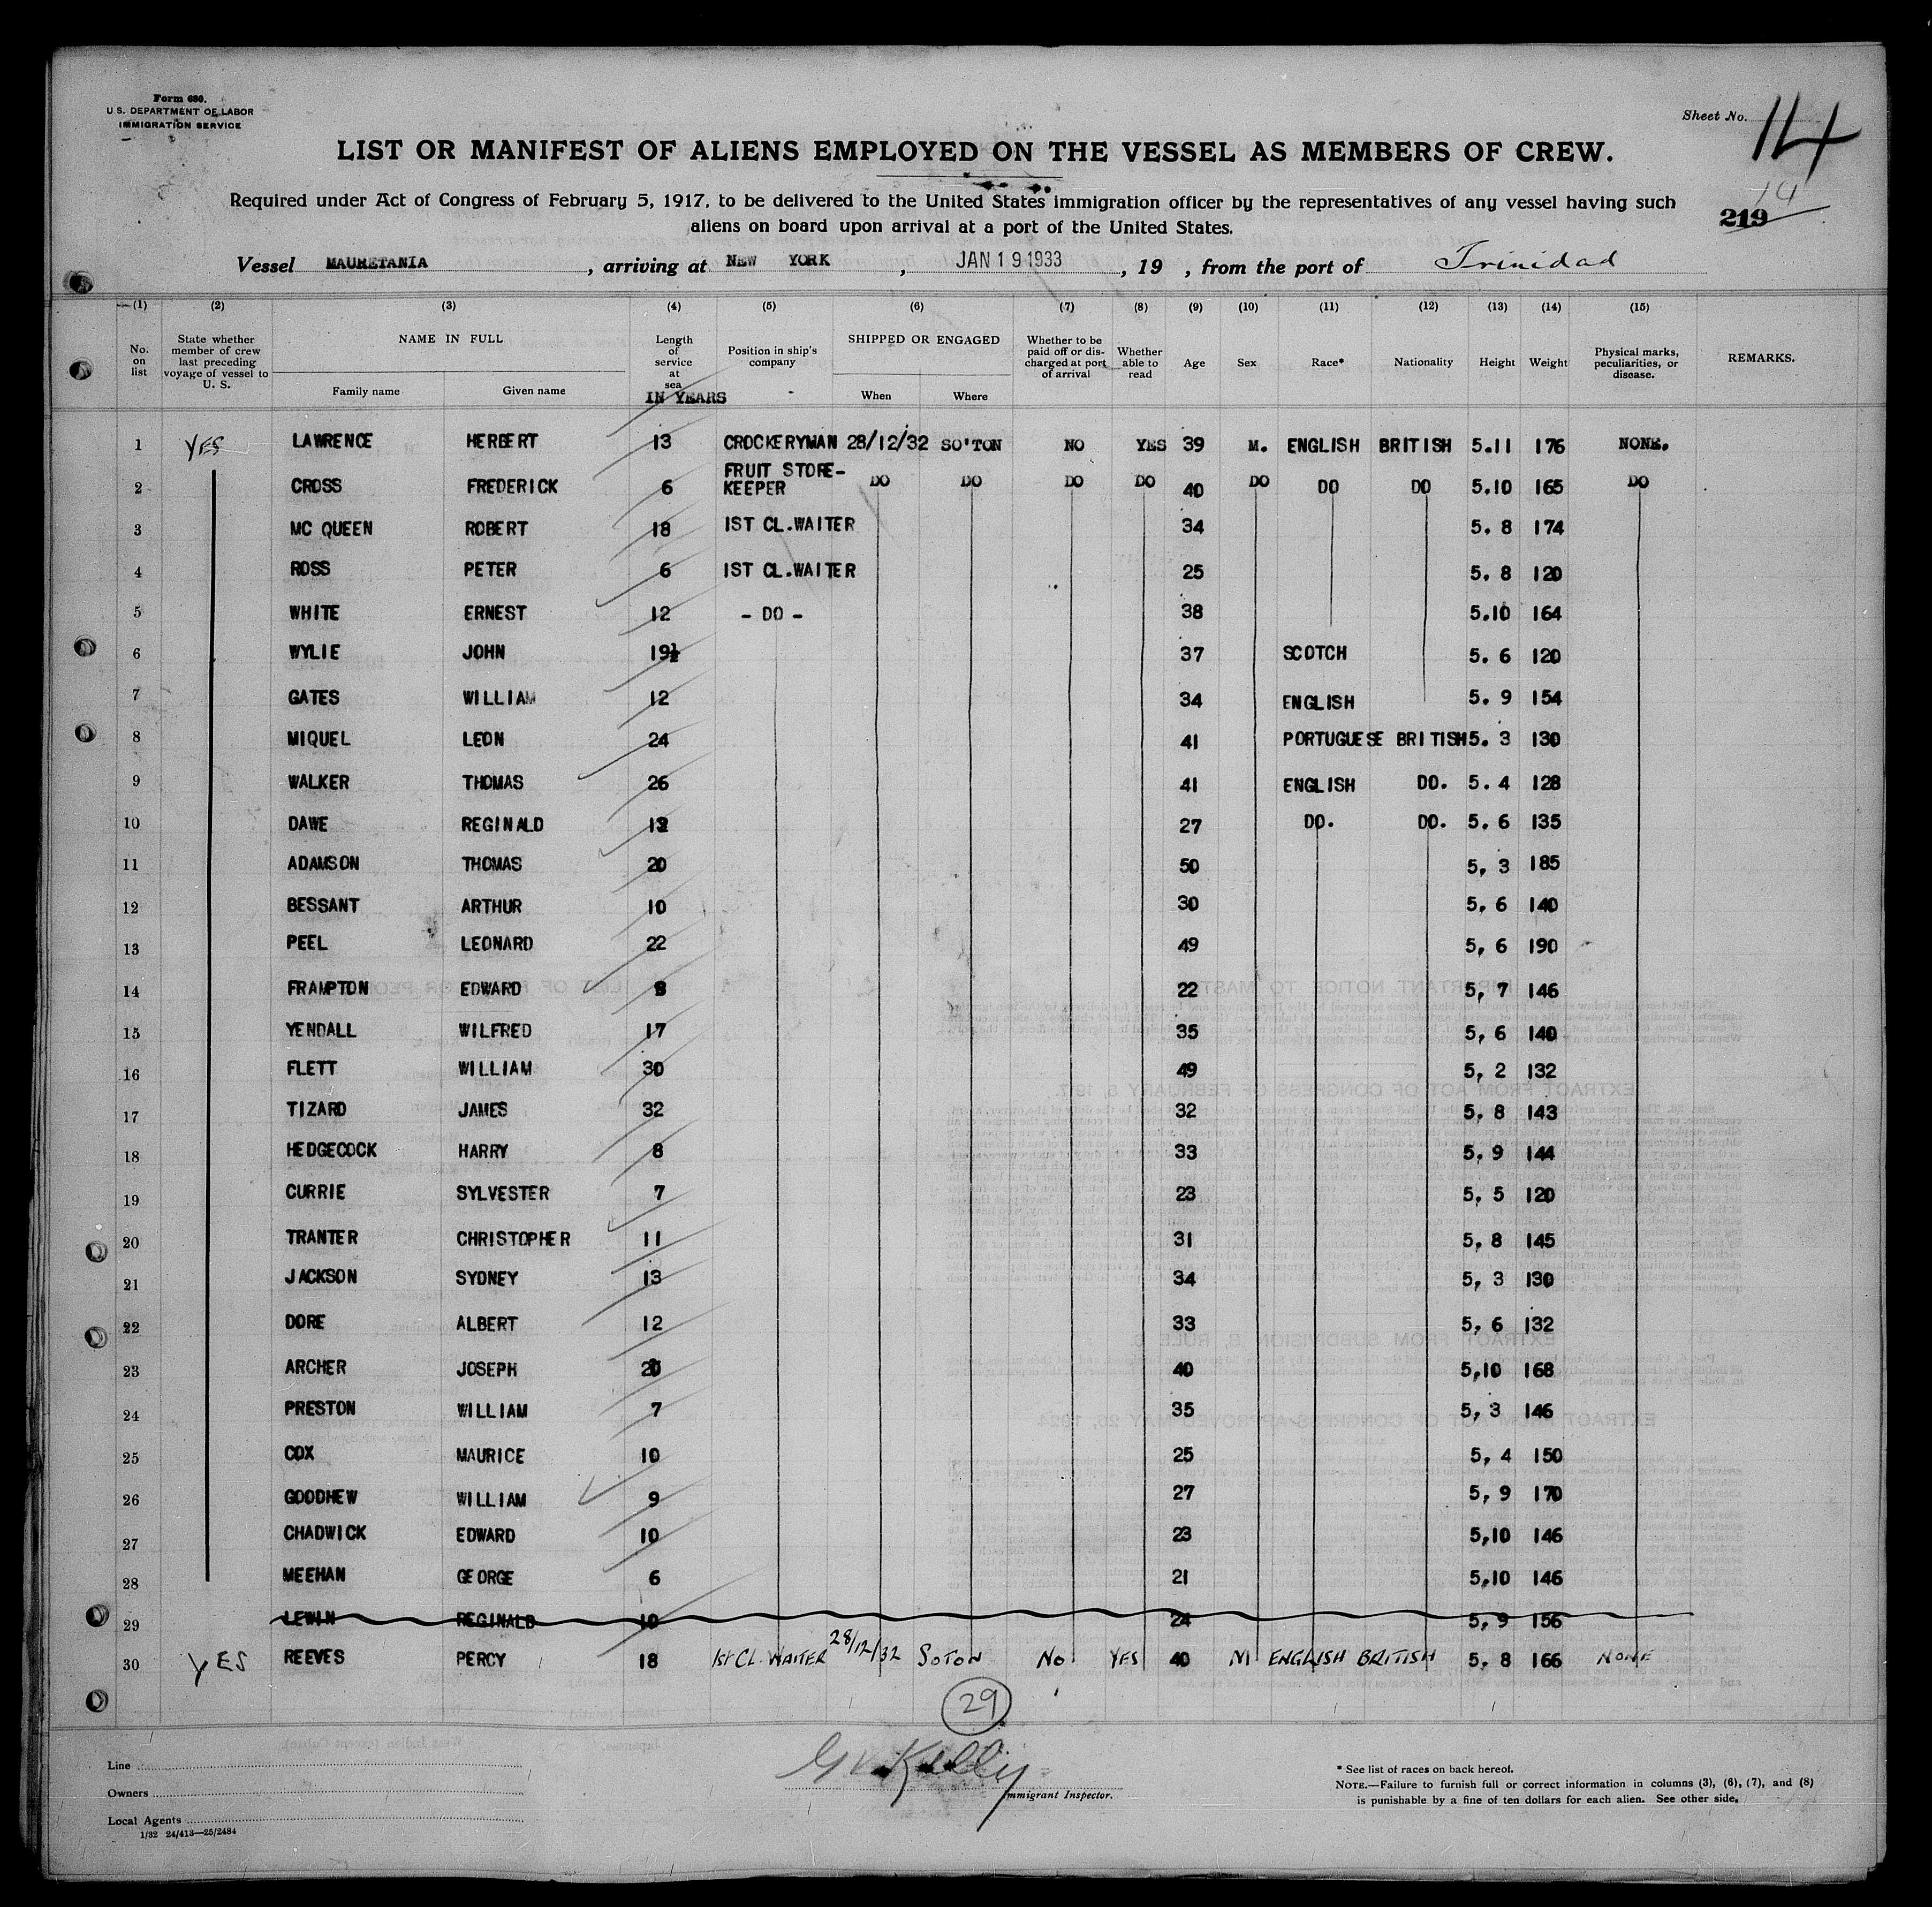 Form 680.
U.S. DEPARTMENT OF LABOR
IMMIGRATION SERVICE
Sheet No. 14
14
219
LIST OR MANIFEST OF ALIENS EMPLOYED ON THE VESSEL AS MEMBERS OF CREW.
Required under Act of Congress of February 5, 1917, to be delivered to the United States immigration officer by the representatives of any vessel having such
aliens on board upon arrival at a port of the United States.
Vessel MAURETANIA, arriving at NEW YORK, JAN 19 1933, 19 , from the port of Trinidad
(1) (2) (3) (4) (5) (6) (7) (8) (9) (10) (11) (12) (13) (14) (15)
No. on list
State whether member of crew last preceding voyage of vessel to U. S.
NAME IN FULL
Family name Given name
Length of service at sea
IN YEARS
Position in ship's company
SHIPPED OR ENGAGED
When Where
Whether to be paid off or discharged at port of arrival
Whether able to read
Age
Sex
Race*
Nationality
Height
Weight
Physical marks, peculiarities, or disease.
REMARKS.
1 YES LAWRENCE HERBERT 13 CROCKERYMAN 28/12/32 SO'TON NO YES 39 M. ENGLISH BRITISH 5.11 176 NONE.
2 CROSS FREDERICK 6 FRUIT STORE-KEEPER DO DO DO DO 40 DO DO DO 5.10 165 DO
3 MC QUEEN ROBERT 18 IST CL.WAITER 34 5. 8 174
4 ROSS PETER 6 IST CL.WAITER 25 5. 8 120
5 WHITE ERNEST 12 - DO - 38 5.10 164
6 WYLIE JOHN 19½ 37 SCOTCH 5. 6 120
7 GATES WILLIAM 12 34 ENGLISH 5. 9 154
8 MIQUEL LEON 24 41 PORTUGUESE BRITISH 5. 3 130
9 WALKER THOMAS 26 41 ENGLISH DO. 5. 4 128
10 DAWE REGINALD 27 DO. DO. 5. 6 135
11 ADAMSON THOMAS 20 50 5, 3 185
12 BESSANT ARTHUR 10 30 5, 6 140
13 PEEL LEONARD 22 49 5, 6 190
14 FRAMPTON EDWARD 22 5, 7 146
15 YENDALL WILFRED 17 35 5, 6 140
16 FLETT WILLIAM 30 49 5, 2 132
17 TIZARD JAMES 32 32 5, 8 143
18 HEDGECOCK HARRY 8 33 5, 9 144
19 CURRIE SYLVESTER 7 23 5, 5 120
20 TRANTER CHRISTOPHER 11 31 5, 8 145
21 JACKSON SYDNEY 13 34 5, 3 130
22 DORE ALBERT 12 33 5, 6 132
23 ARCHER JOSEPH 40 5,10 168
24 PRESTON WILLIAM 7 35 5, 3 146
25 COX MAURICE 10 25 5, 4 150
26 GOODHEW WILLIAM 9 27 5, 9 170
27 CHADWICK EDWARD 10 23 5,10 146
28 MEEHAN GEORGE 6 21 5,10 146
29 LEWIN REGINALD 10 24 5, 9 156
30 YES REEVES PERCY 18 1st CL. WAITER 28/12/32 SOTON NO YES 40 M ENGLISH BRITISH 5. 8 166 NONE
29
G V Kelly
Immigrant Inspector.
Line
Owners
Local Agents
1/32 24/413—25/2484
* See list of races on back hereof.
NOTE.—Failure to furnish full or correct information in columns (3), (6), (7), and (8)
is punishable by a fine of ten dollars for each alien. See other side.